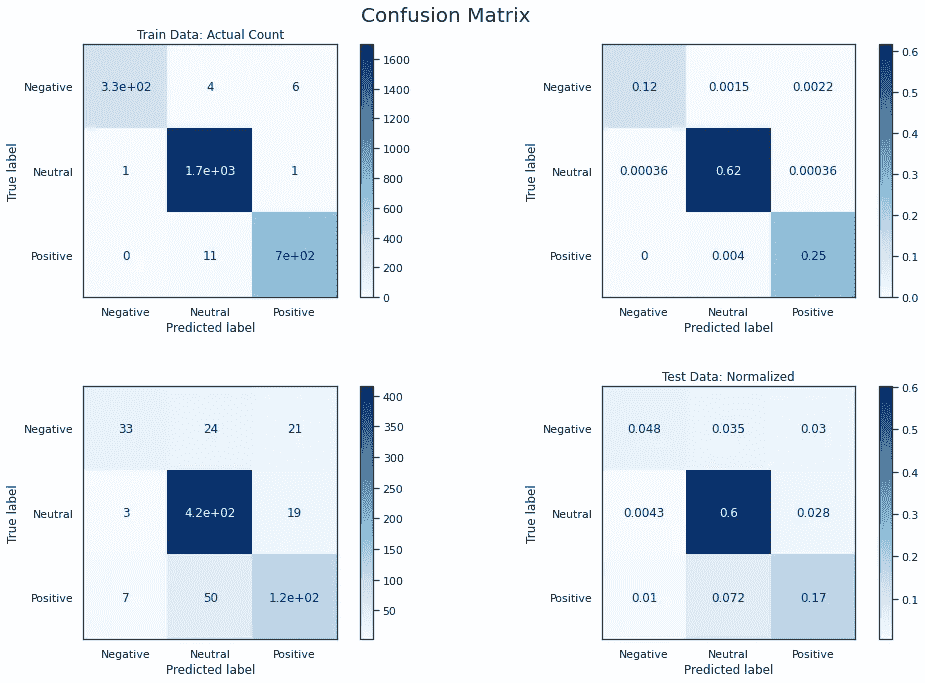 Confusion Matrix
Train Data: Actual Count
True label
Negative 3.3e+02 4 6
Neutral 1 1.7e+03 1
Positive 0 11 7e+02
Negative Neutral Positive
Predicted label
1600
1400
1200
1000
800
600
400
200
0
True label
Negative 0.12 0.0015 0.0022
Neutral 0.00036 0.62 0.00036
Positive 0 0.004 0.25
Negative Neutral Positive
Predicted label
0.6
0.5
0.4
0.3
0.2
0.1
0.0
True label
Negative 33 24 21
Neutral 3 4.2e+02 19
Positive 7 50 1.2e+02
Negative Neutral Positive
Predicted label
400
350
300
250
200
150
100
50
Test Data: Normalized
True label
Negative 0.048 0.035 0.03
Neutral 0.0043 0.6 0.028
Positive 0.01 0.072 0.17
Negative Neutral Positive
Predicted label
0.6
0.5
0.4
0.3
0.2
0.1